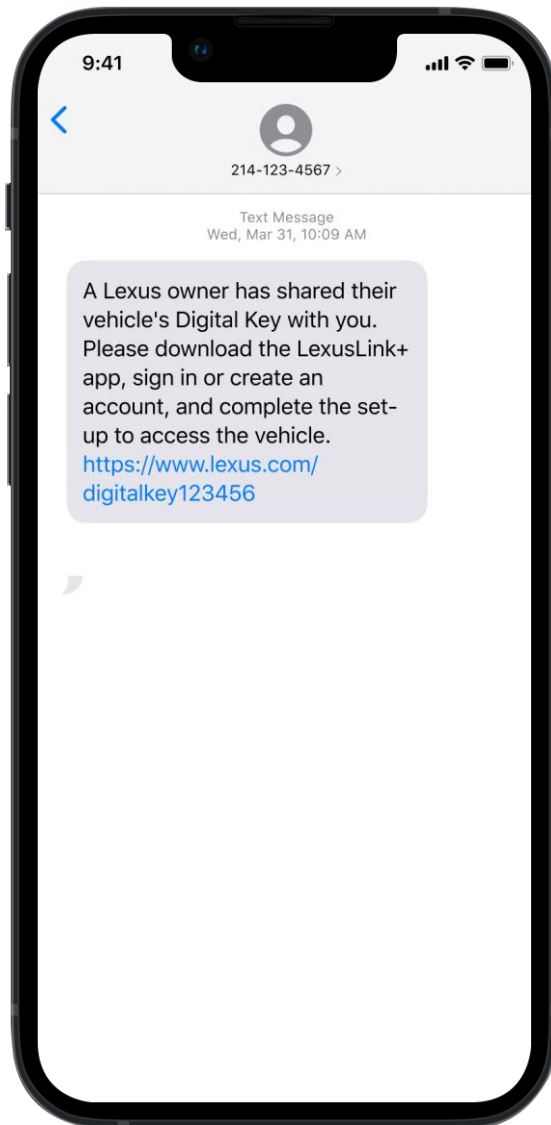 9:41
214-123-4567 >
Text Message
Wed, Mar 31, 10:09 AM
A Lexus owner has shared their
vehicle's Digital Key with you.
Please download the LexusLink+
app, sign in or create an
account, and complete the set-
up to access the vehicle.
https://www.lexus.com/
digitalkey123456